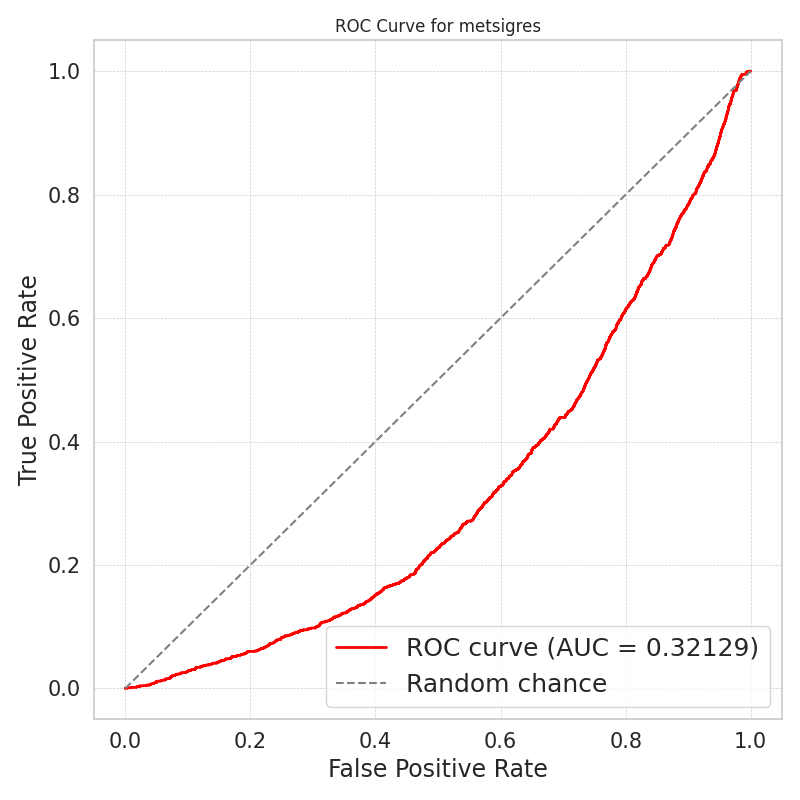 ROC Curve for metsigres
1.0
0.8
0.6
0.4
0.2
0.0
True Positive Rate
ROC curve (AUC = 0.32129)
Random chance
0.0 0.2 0.4 0.6 0.8 1.0
False Positive Rate